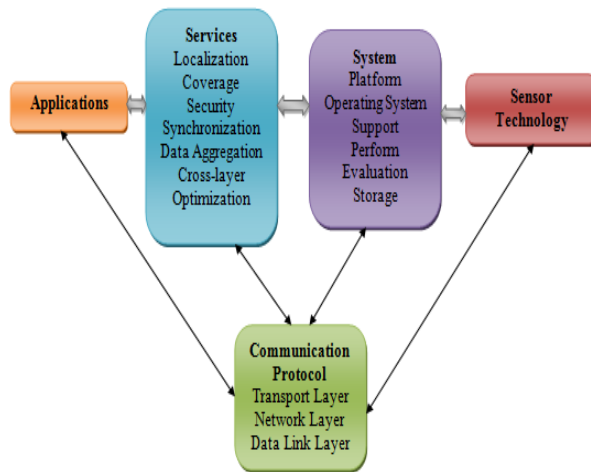 Applications
Services
Localization
Coverage
Security
Synchronization
Data Aggregation
Cross-layer
Optimization
System
Platform
Operating System
Support
Perform
Evaluation
Storage
Sensor
Technology
Communication
Protocol
Transport Layer
Network Layer
Data Link Layer